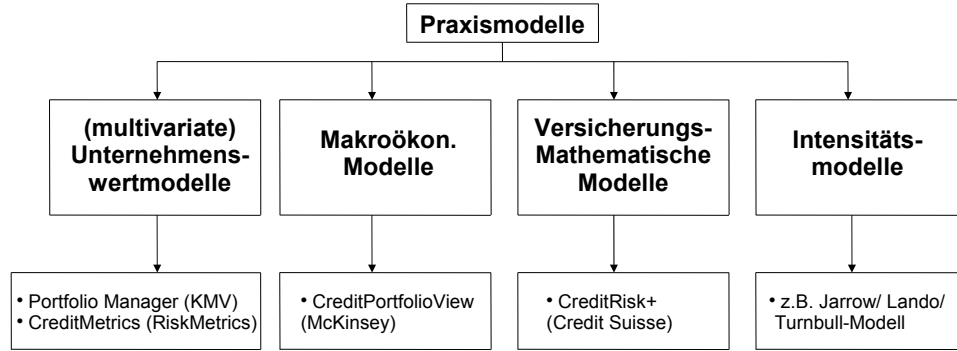 Praxismodelle
(multivariate)
Unternehmens-
wertmodelle
Makroökon.
Modelle
Versicherungs-
Mathematische
Modelle
Intensitäts-
modelle
• Portfolio Manager (KMV)
• CreditMetrics (RiskMetrics)
• CreditPortfolioView
(McKinsey)
• CreditRisk+
(Credit Suisse)
• z.B. Jarrow/ Lando/
Turnbull-Modell